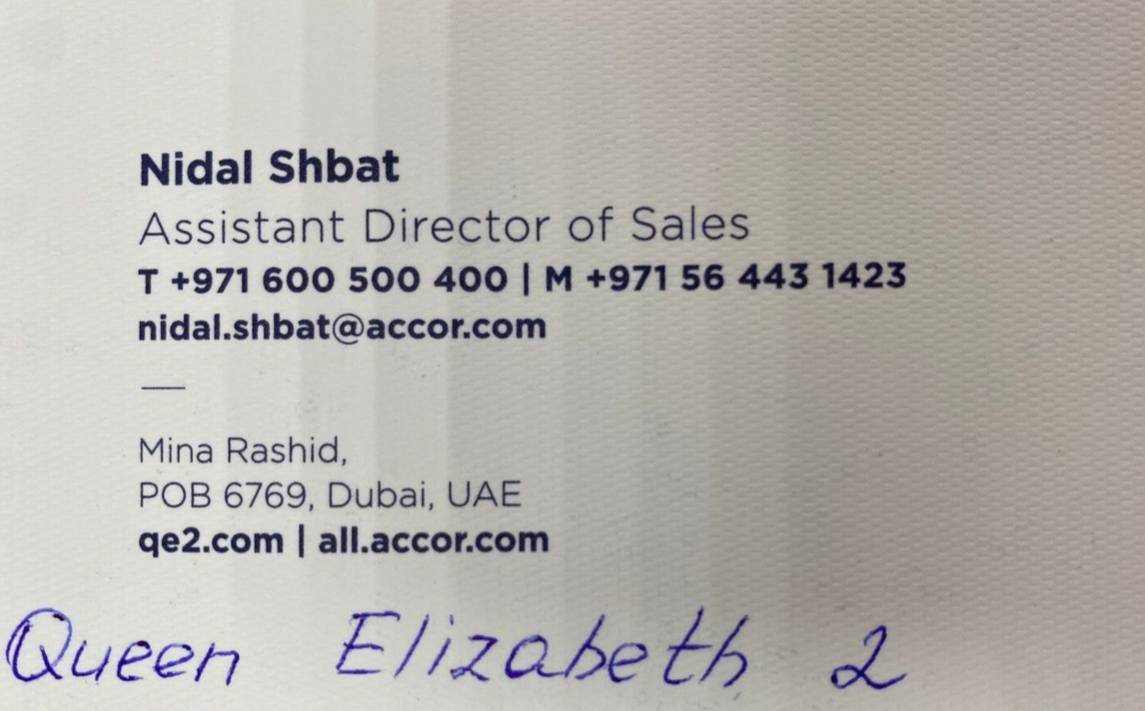 Nidal Shbat
Assistant Director of Sales
T +971 600 500 400 | M +971 56 443 1423
nidal.shbat@accor.com
—
Mina Rashid,
POB 6769, Dubai, UAE
qe2.com | all.accor.com
Queen Elizabeth 2